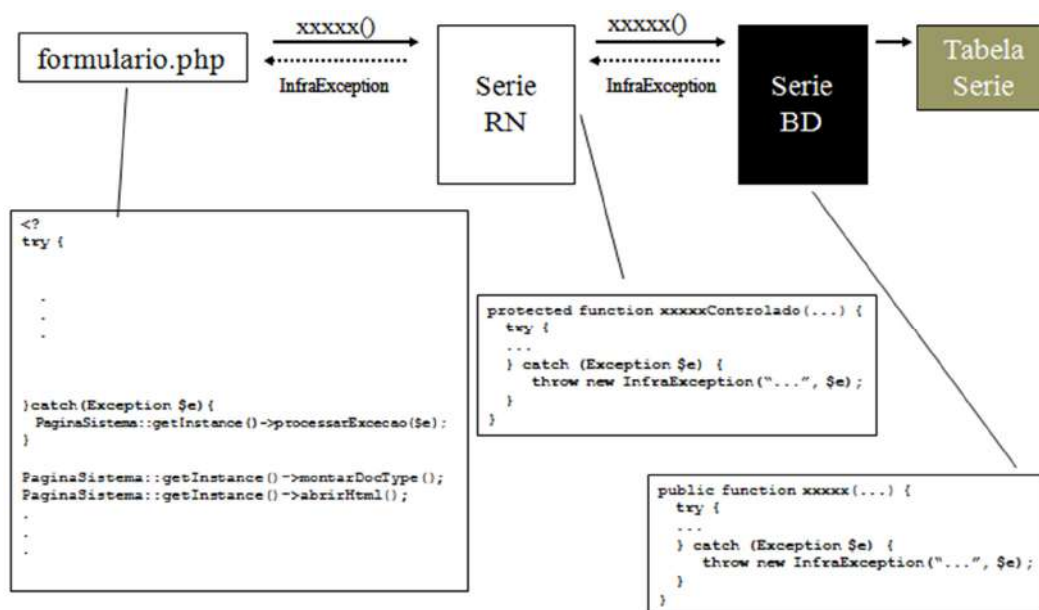 xxxxx()
xxxxx()
formulario.php
InfraException
Serie
RN
InfraException
Serie
BD
Tabela
Serie
<?
try {
.
.
.
}catch(Exception $e){
PaginaSistema::getInstance()->processarExcecao($e);
}
PaginaSistema::getInstance()->montarDocType();
PaginaSistema::getInstance()->abrirHtml();
.
.
.
protected function xxxxxControlado(...) {
try {
...
} catch (Exception $e) {
throw new InfraException(“...”, $e);
}
}
public function xxxxx(...) {
try {
...
} catch (Exception $e) {
throw new InfraException(“...”, $e);
}
}